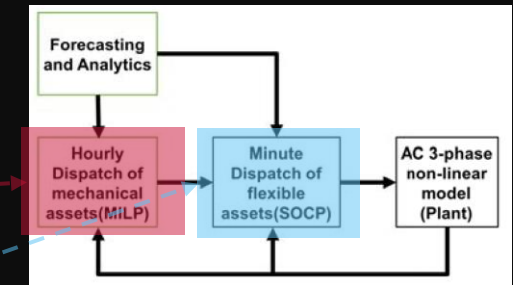 Forecasting
and Analytics
Hourly
Dispatch of
mechanical
assets(MILP)
Minute
Dispatch of
flexible
assets(SOCP)
AC 3-phase
non-linear
model
(Plant)